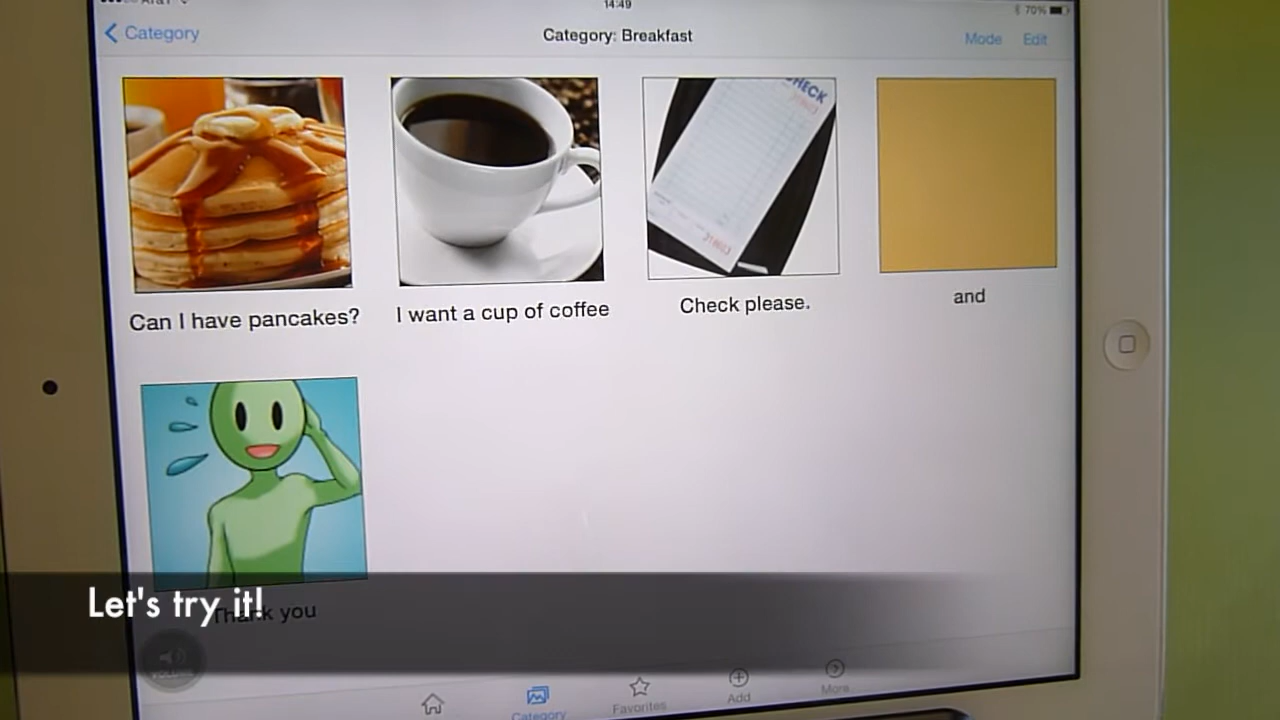 14:49
70%
Category
Category: Breakfast
Mode Edit
CHECK
Can I have pancakes?
I want a cup of coffee
Check please.
and
Let's try it!
Thank you
VOLUME
Category
Favorites
Add
More